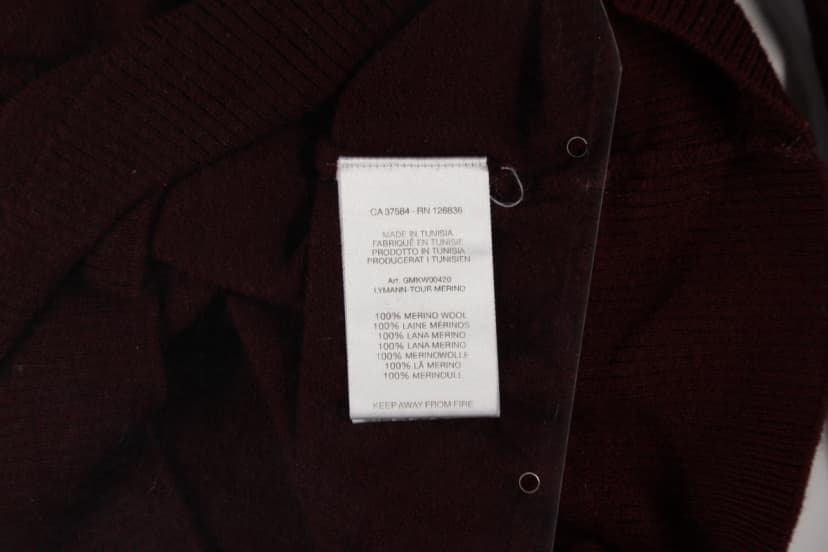 CA 37584 - RN 126836
MADE IN TUNISIA
FABRIQUÉ EN TUNISIE
PRODOTTO IN TUNISIA
PRODUCERAT I TUNISIEN
Art. GMKW00420
LYMANN-TOUR MERINO
100% MERINO WOOL
100% LAINE MERINOS
100% LANA MERINO
100% LANA MERINO
100% MERINOWOLLE
100% LÃ MERINO
100% MERINOULL
KEEP AWAY FROM FIRE